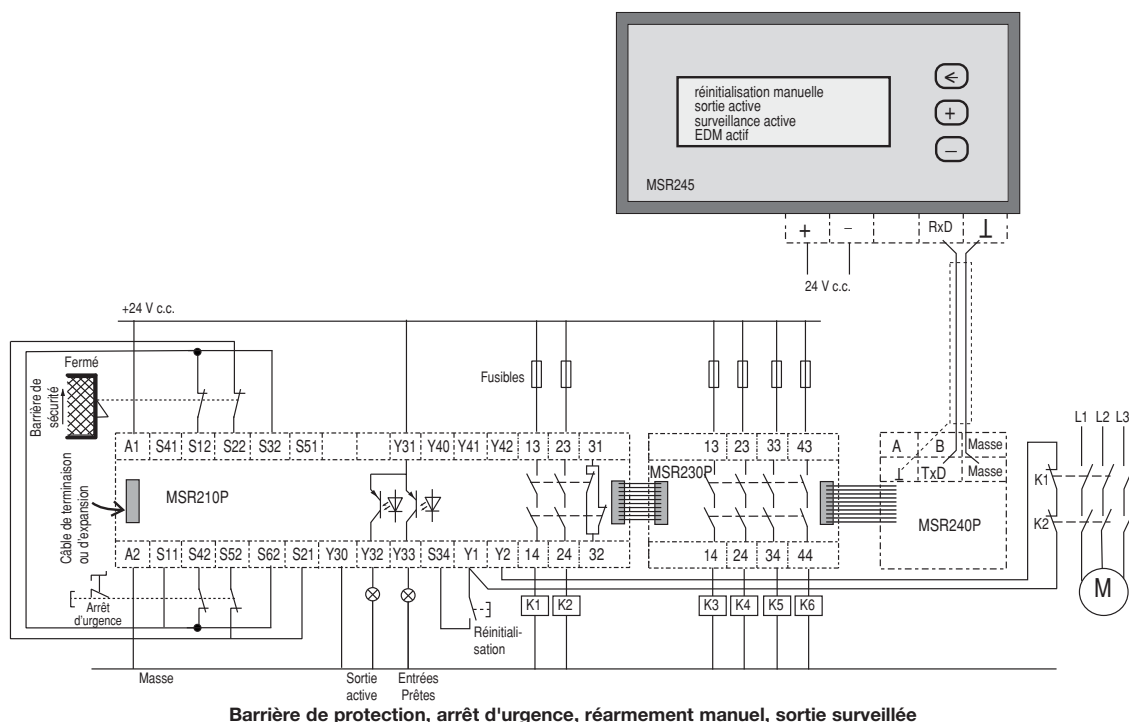 réinitialisation manuelle
sortie active
surveillance active
EDM actif
MSR245
+ − RxD ⊥
24 V c.c.
+24 V c.c.
Fermé
Barrière de
sécurité
Fusibles
L1 L2 L3
A1 S41 S12 S22 S32 S51 Y31 Y40 Y41 Y42 13 23 31
13 23 33 43
A B Masse
⊥ TxD Masse
MSR210P
MSR230P
MSR240P
K1
K2
Câble de terminaison
ou d'expansion
A2 S11 S42 S52 S62 S21 Y30 Y32 Y33 S34 Y1 Y2 14 24 32
14 24 34 44
Arrêt
d'urgence
K1 K2 K3 K4 K5 K6
M
Réinitiali-
sation
Masse
Sortie
active
Entrées
Prêtes
Barrière de protection, arrêt d'urgence, réarmement manuel, sortie surveillée